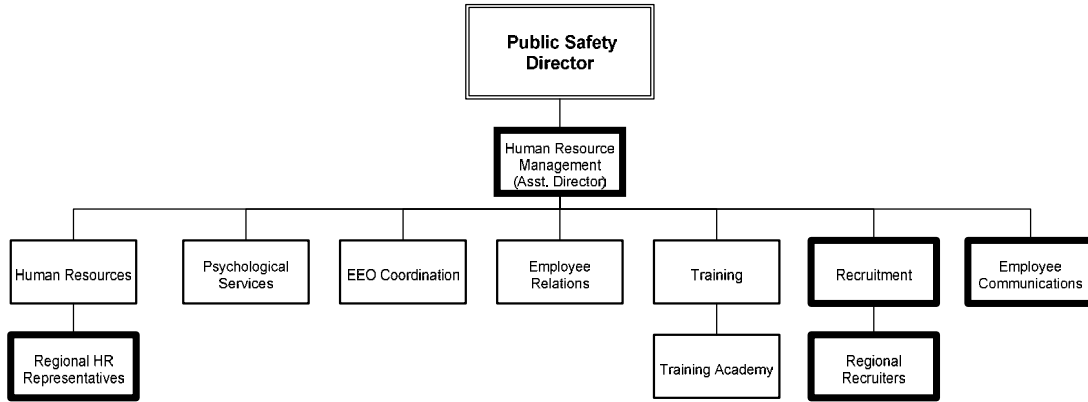 Public Safety
Director
Human Resource
Management
(Asst. Director)
Human Resources
Psychological
Services
EEO Coordination
Employee
Relations
Training
Recruitment
Employee
Communications
Regional HR
Representatives
Training Academy
Regional
Recruiters